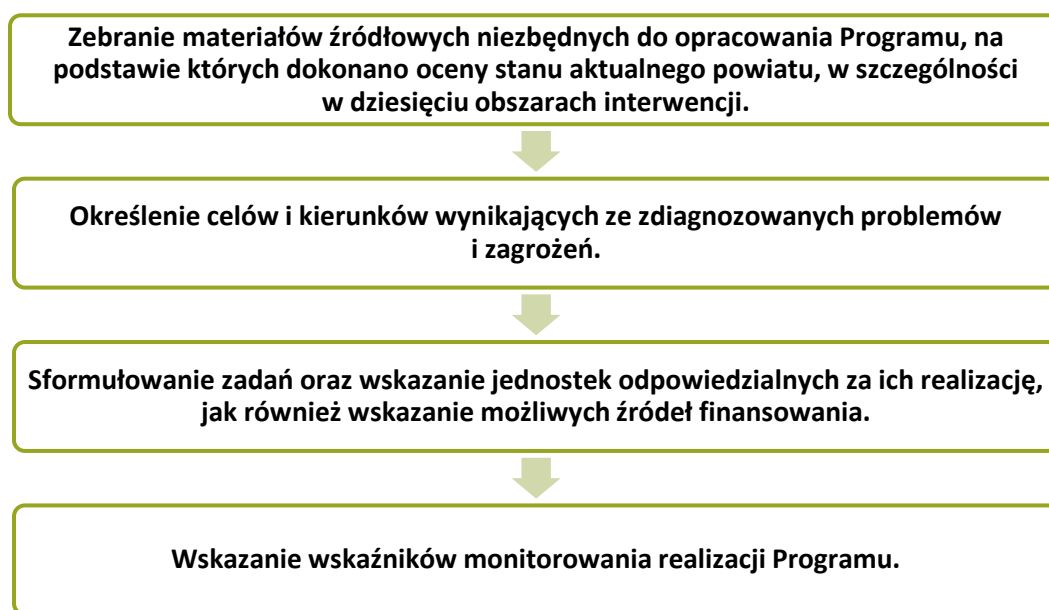 Zebranie materiałów źródłowych niezbędnych do opracowania Programu, na
podstawie których dokonano oceny stanu aktualnego powiatu, w szczególności
w dziesięciu obszarach interwencji.
Określenie celów i kierunków wynikających ze zdiagnozowanych problemów
i zagrożeń.
Sformułowanie zadań oraz wskazanie jednostek odpowiedzialnych za ich realizację,
jak również wskazanie możliwych źródeł finansowania.
Wskazanie wskaźników monitorowania realizacji Programu.